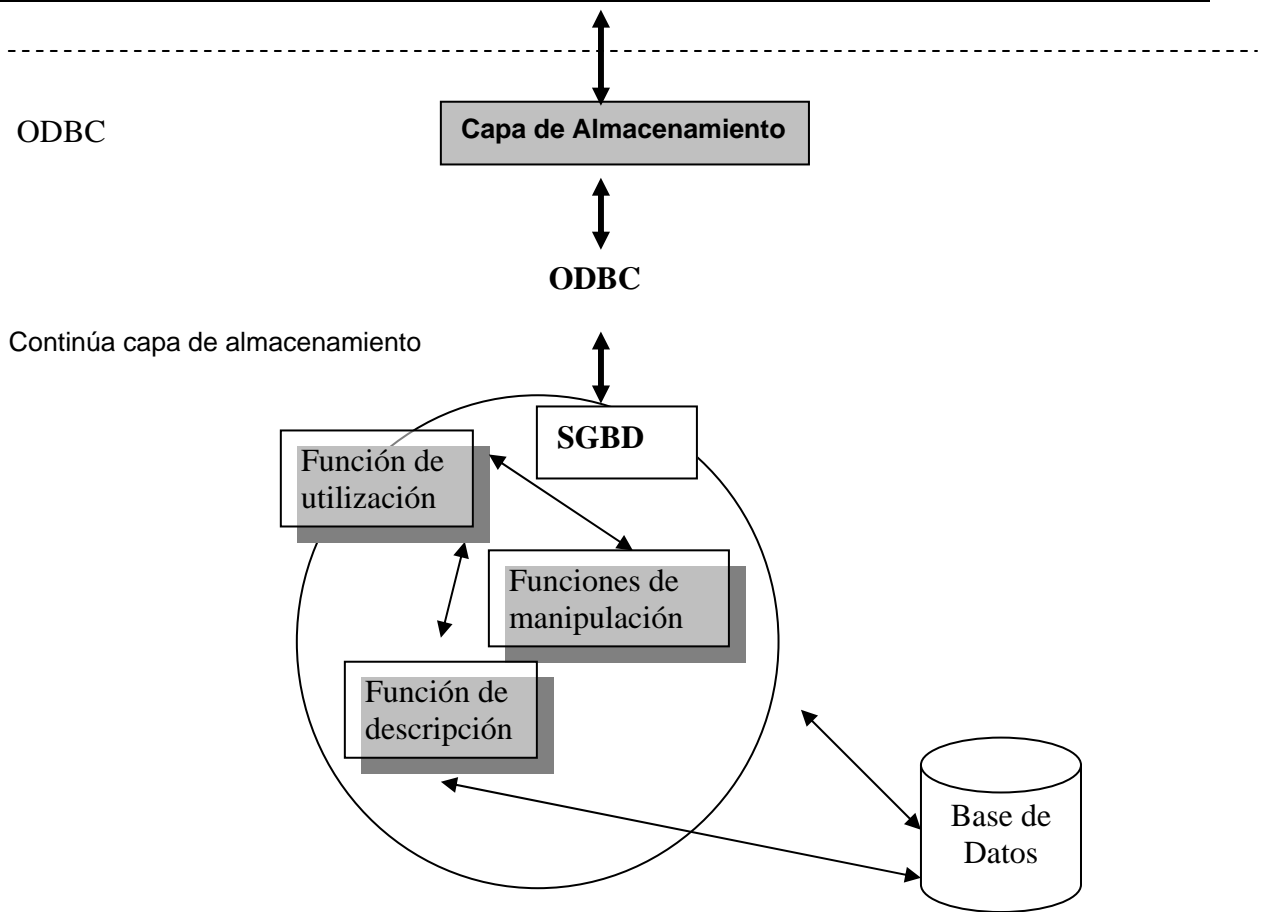 ODBC
Capa de Almacenamiento
ODBC
Continúa capa de almacenamiento
SGBD
Función de
utilización
Funciones de
manipulación
Función de
descripción
Base de
Datos